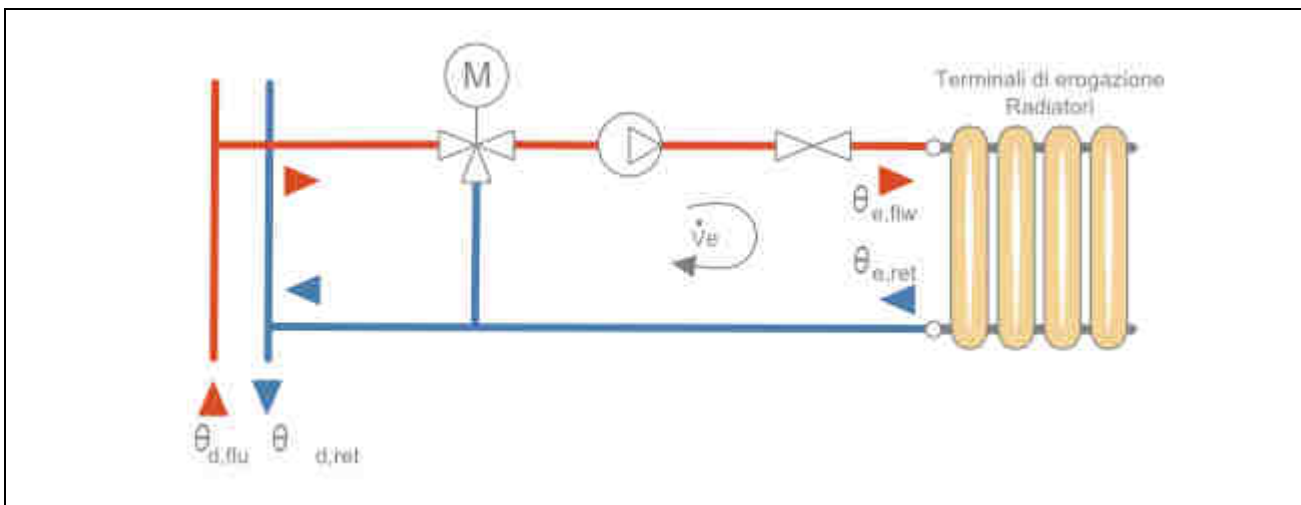 M
Terminali di erogazione
Radiatori
θe,flw
V̇e
θe,ret
θd,flu θ d,ret